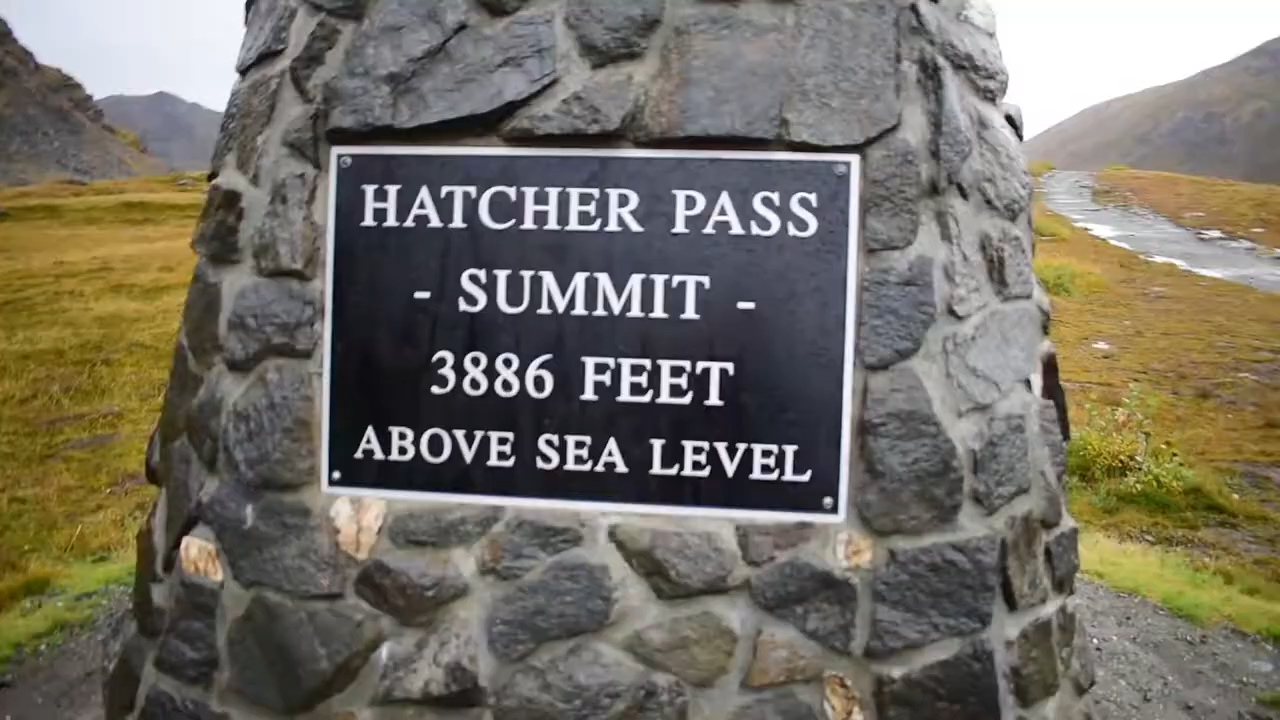 HATCHER PASS
- SUMMIT -
3886 FEET
ABOVE SEA LEVEL